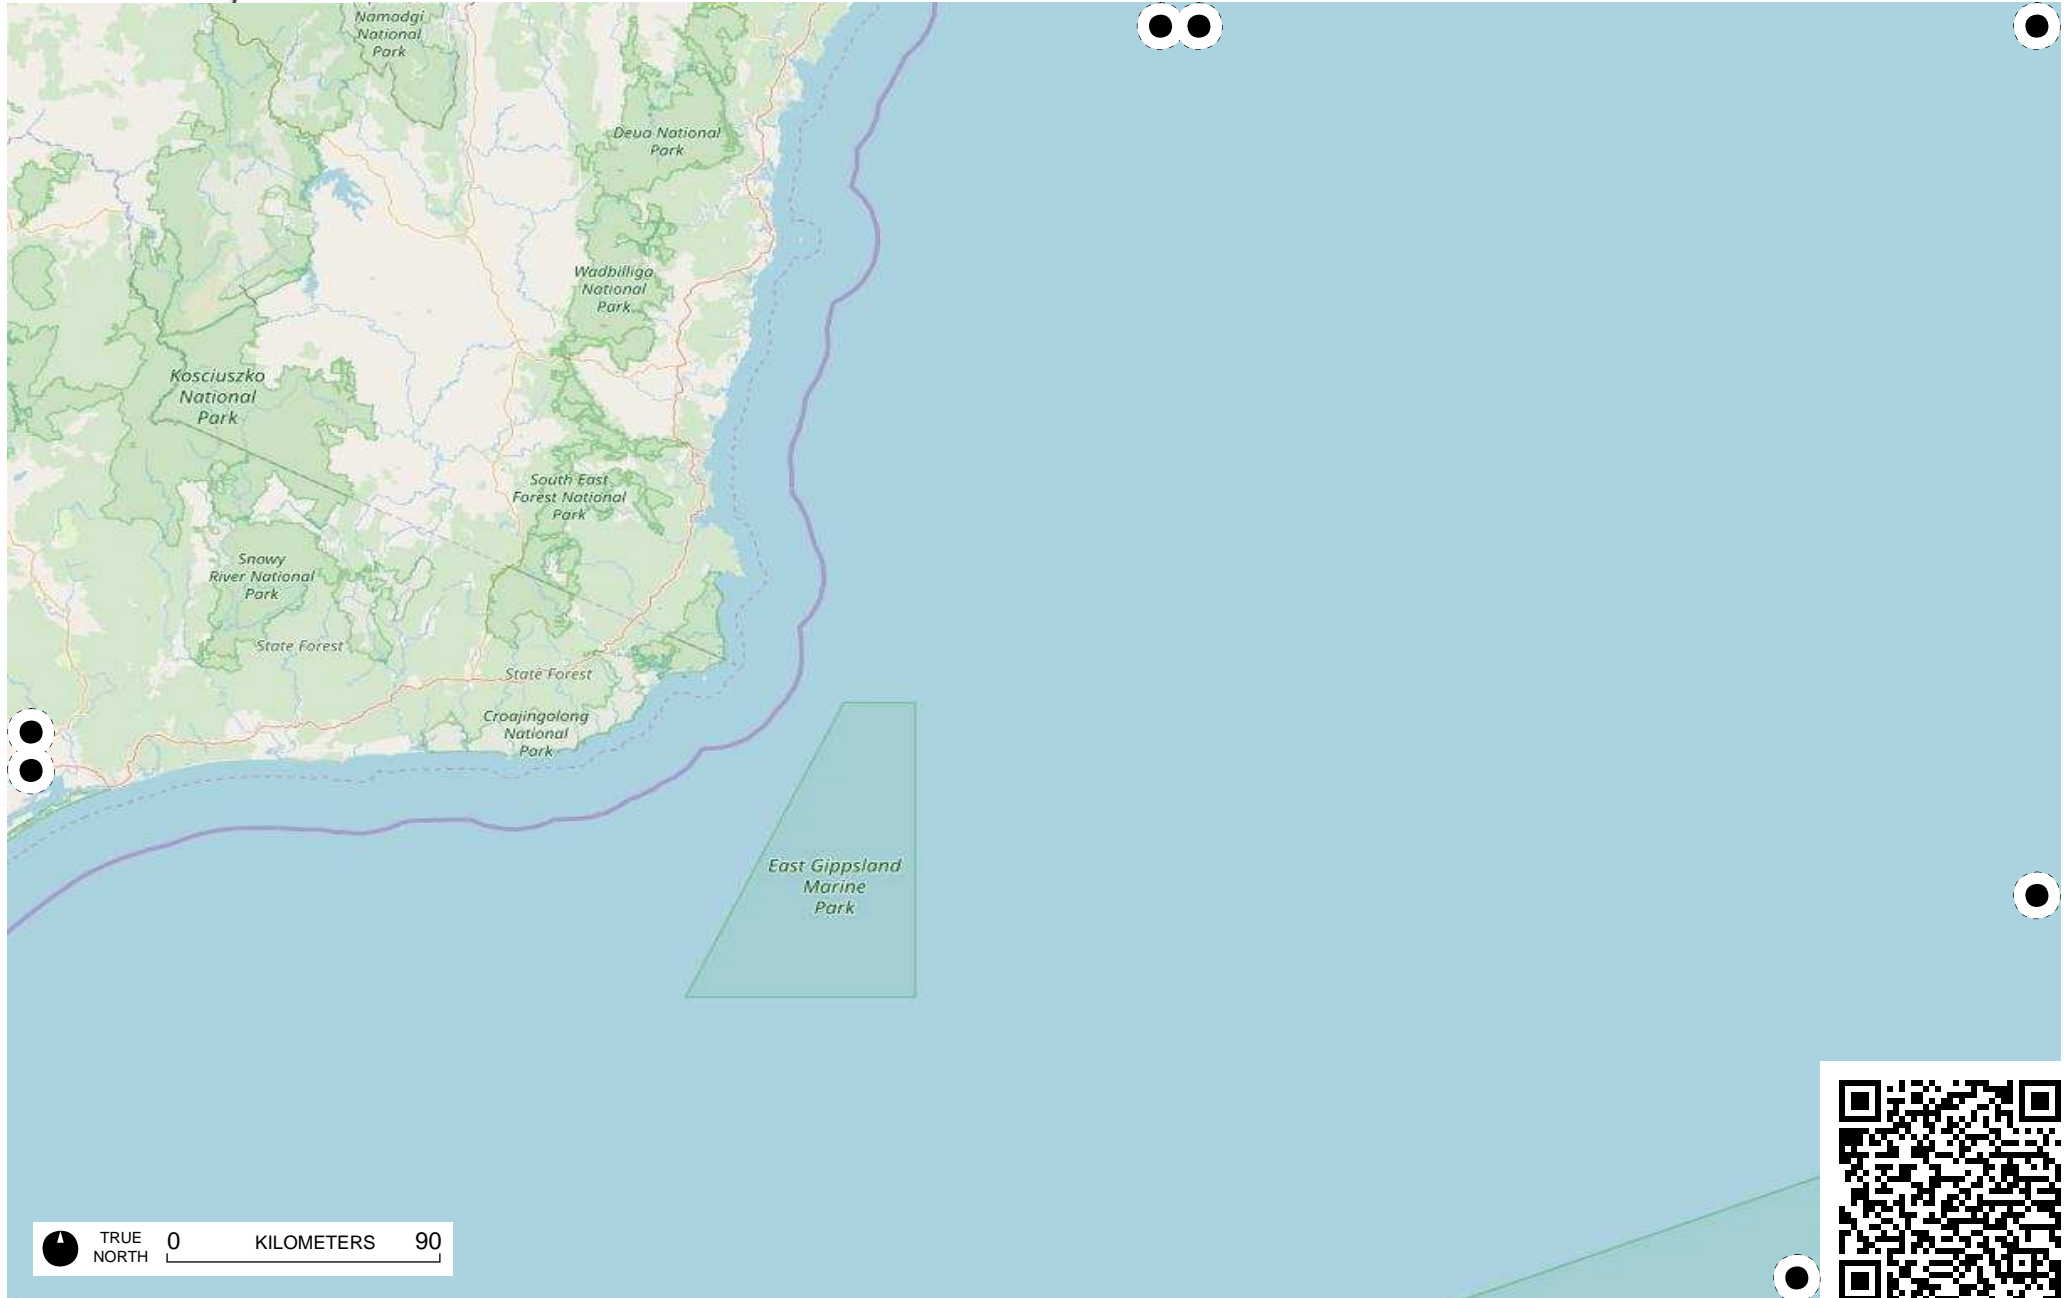 Namadgi
National
Park
Deua National
Park
Wadbilliga
National
Park
Kosciuszko
National
Park
South East
Forest National
Park
Snowy
River National
Park
State Forest
State Forest
Croajingolong
National
Park
East Gippsland
Marine
Park
TRUE
NORTH
0 KILOMETERS 90